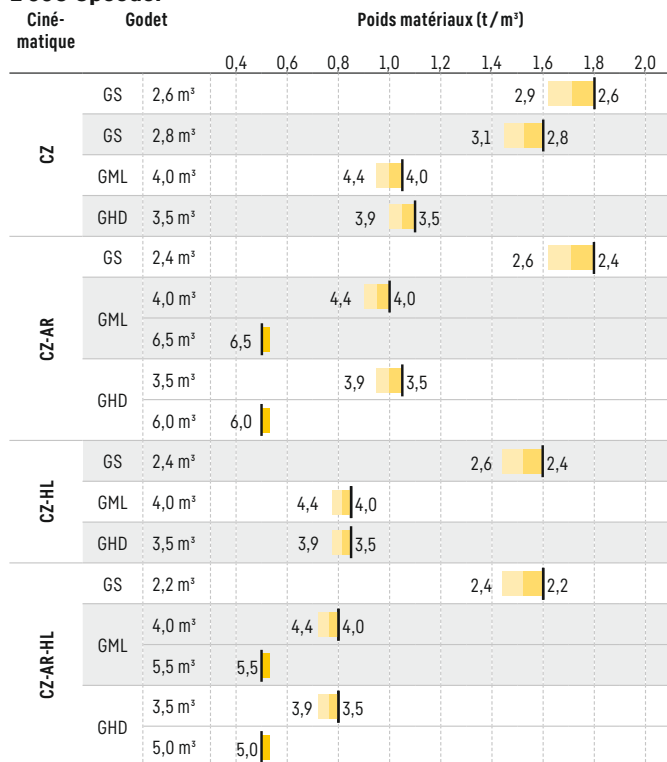 Ciné- Godet Poids matériaux (t / m³)
matique
0,4 0,6 0,8 1,0 1,2 1,4 1,6 1,8 2,0
CZ
GS 2,6 m³ 2,9 2,6
GS 2,8 m³ 3,1 2,8
GML 4,0 m³ 4,4 4,0
GHD 3,5 m³ 3,9 3,5
CZ-AR
GS 2,4 m³ 2,6 2,4
GML
4,0 m³ 4,4 4,0
6,5 m³ 6,5
GHD
3,5 m³ 3,9 3,5
6,0 m³ 6,0
CZ-HL
GS 2,4 m³ 2,6 2,4
GML 4,0 m³ 4,4 4,0
GHD 3,5 m³ 3,9 3,5
CZ-AR-HL
GS 2,2 m³ 2,4 2,2
GML
4,0 m³ 4,4 4,0
5,5 m³ 5,5
GHD
3,5 m³ 3,9 3,5
5,0 m³ 5,0